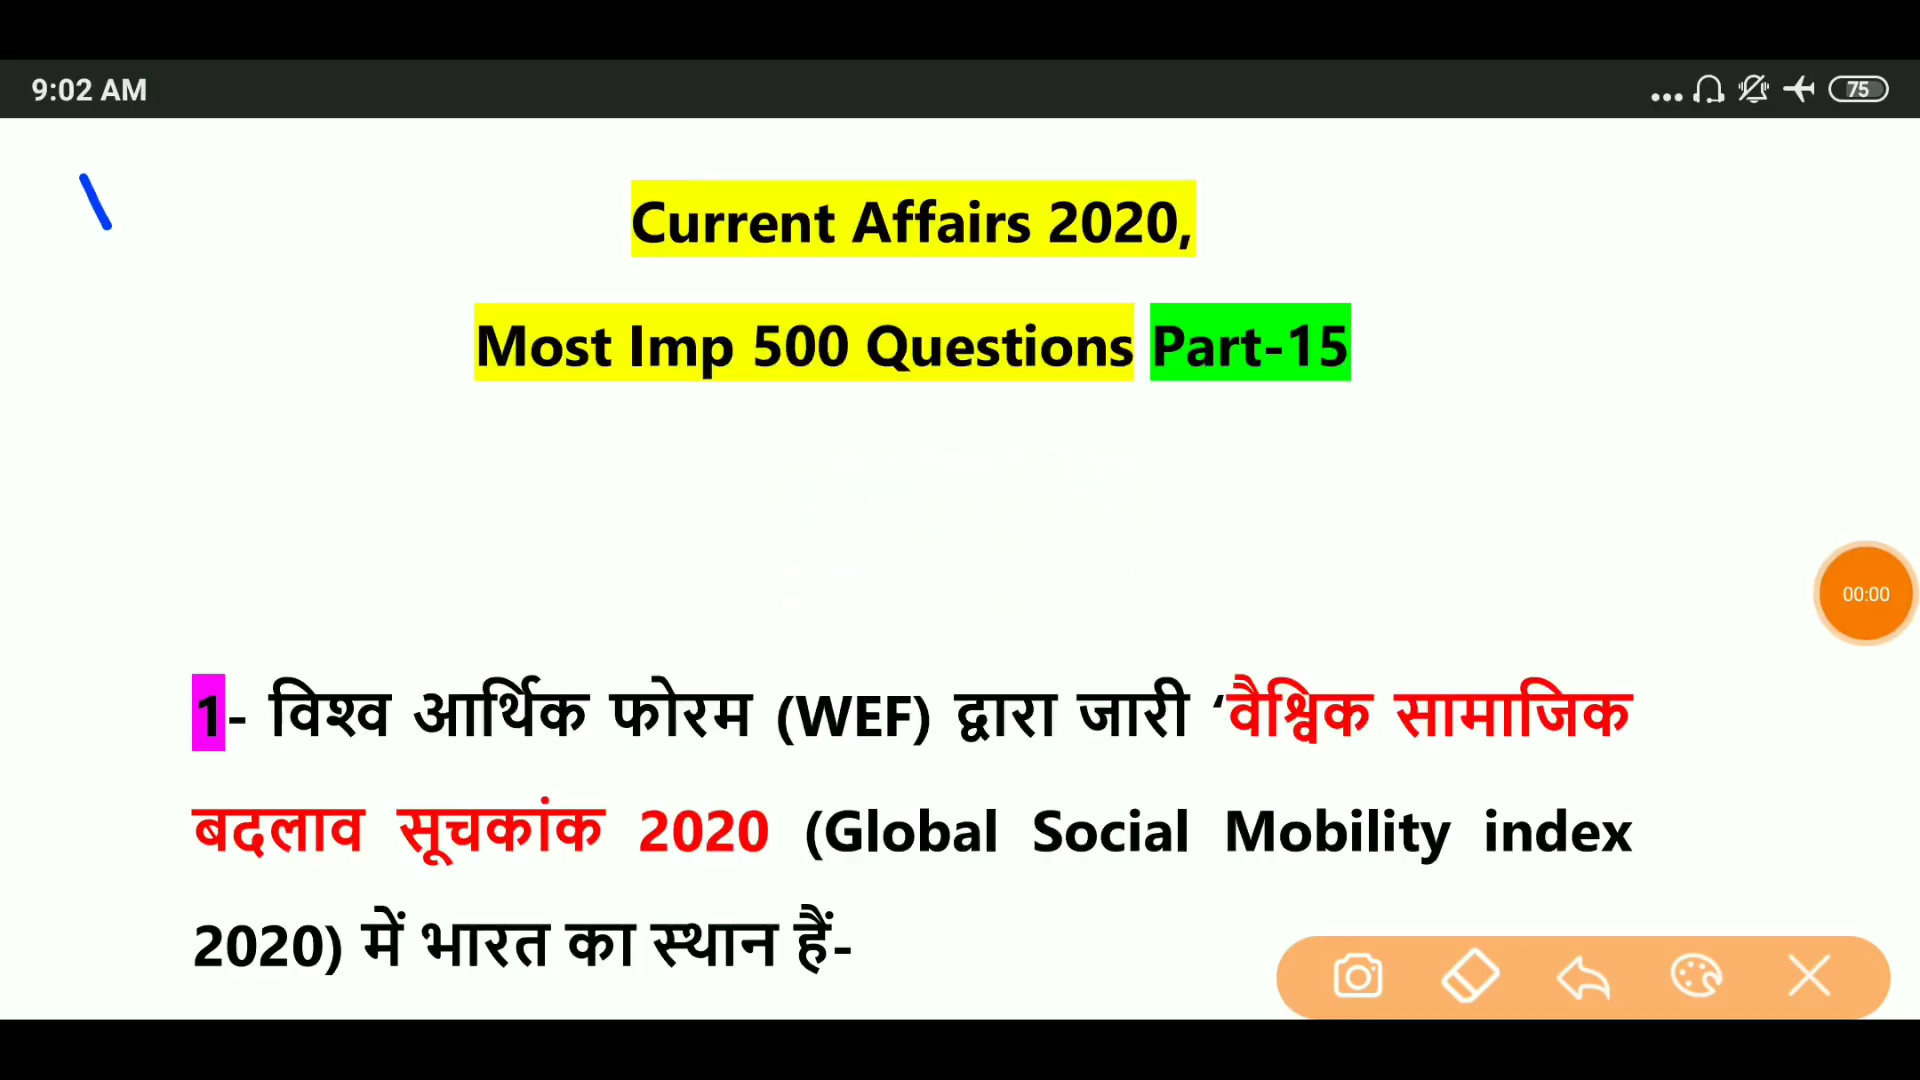 9:02 AM
75
Current Affairs 2020,
Most Imp 500 Questions Part-15
00:00
1- विश्व आर्थिक फोरम (WEF) द्वारा जारी ‘वैश्विक सामाजिक
बदलाव सूचकांक 2020 (Global Social Mobility index
2020) में भारत का स्थान हैं-